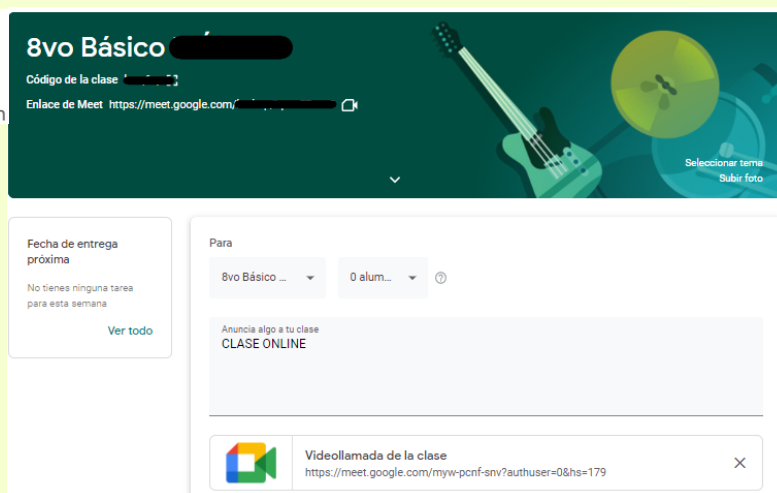 8vo Básico
Código de la clase
Enlace de Meet https://meet.google.com/
Seleccionar tema
Subir foto
Fecha de entrega
próxima
No tienes ninguna tarea
para esta semana
Ver todo
Para
8vo Básico ...
0 alum...
Anuncia algo a tu clase
CLASE ONLINE
Videollamada de la clase
https://meet.google.com/myw-pcnf-snv?authuser=0&hs=179